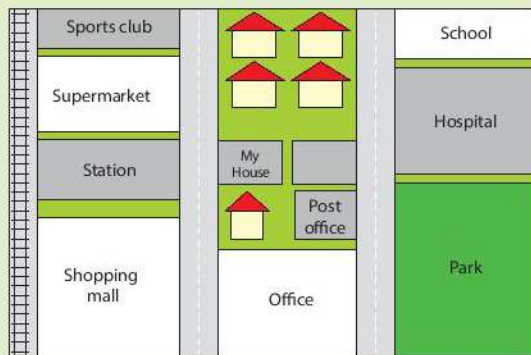 Sports club
School
Supermarket
Hospital
My
House
Station
Post
office
Park
Shopping
mall
Office